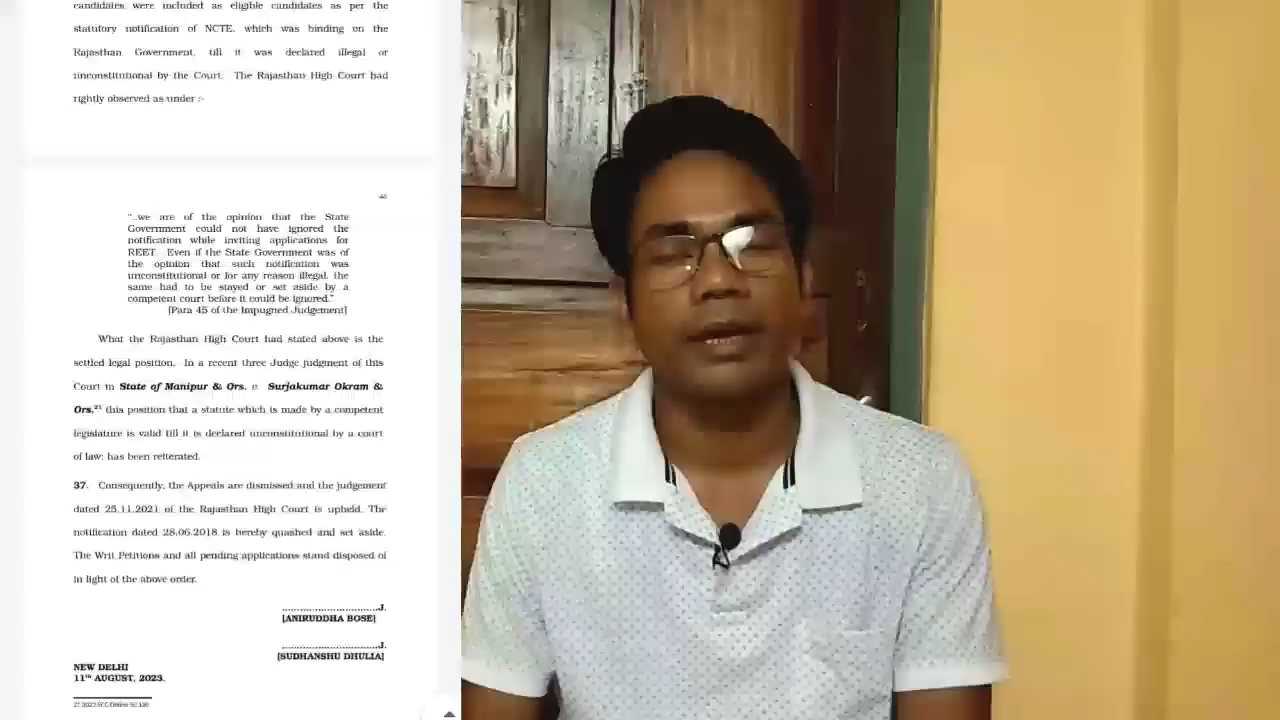 candidates were included as eligible candidates as per the
statutory notification of NCTE, which was binding on the
Rajasthan Government, till it was declared illegal or
unconstitutional by the Court. The Rajasthan High Court had
rightly observed as under :-
46
"..we are of the opinion that the State
Government could not have ignored the
notification while inviting applications for
REET. Even if the State Government was of
the opinion that such notification was
unconstitutional or for any reason illegal, the
same had to be stayed or set aside by a
competent court before it could be ignored."
[Para 45 of the Impugned Judgement]
What the Rajasthan High Court had stated above is the
settled legal position. In a recent three Judge judgment of this
Court in State of Manipur & Ors. v. Surjakumar Okram &
Ors.²¹ this position that a statute which is made by a competent
legislature is valid till it is declared unconstitutional by a court
of law; has been reiterated.
37. Consequently, the Appeals are dismissed and the judgement
dated 25.11.2021 of the Rajasthan High Court is upheld. The
notification dated 28.06.2018 is hereby quashed and set aside.
The Writ Petitions and all pending applications stand disposed of
in light of the above order.
................................J.
[ANIRUDDHA BOSE]
................................J.
[SUDHANSHU DHULIA]
NEW DELHI
11ᵗʰ AUGUST, 2023.